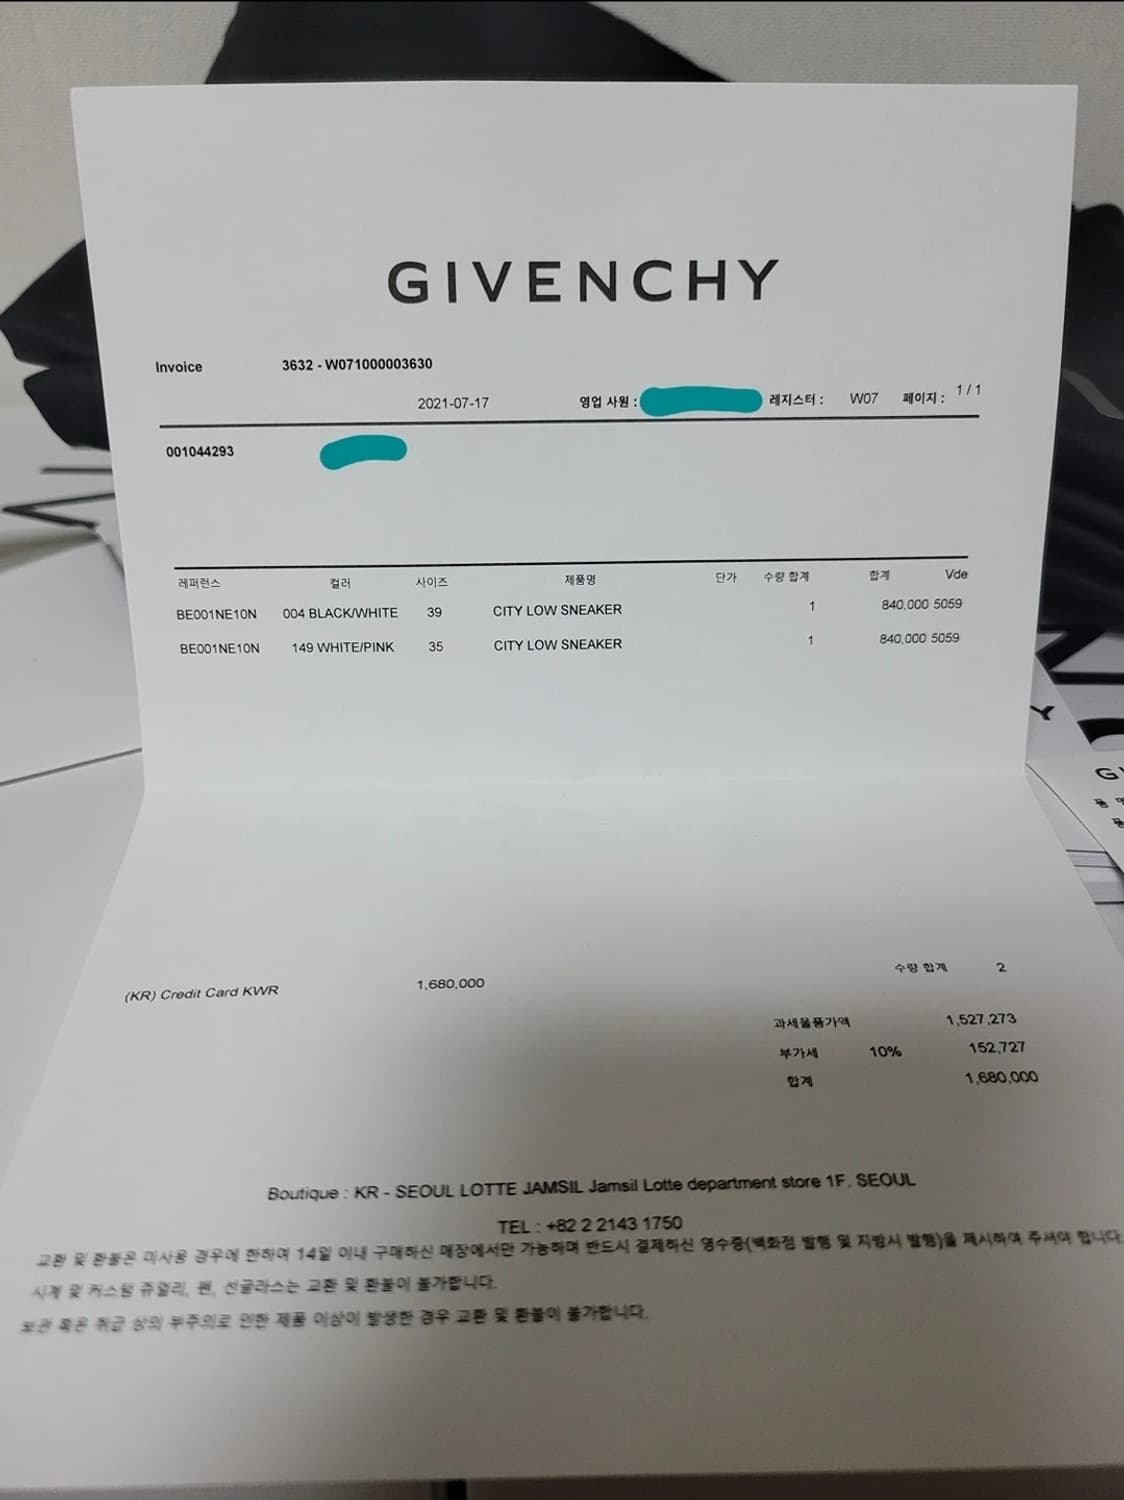 GIVENCHY
Invoice 3632 - W071000003630
2021-07-17 영업 사원 : 레지스터 : W07 페이지 : 1 / 1
001044293
레퍼런스 컬러 사이즈 제품명 단가 수량 합계 합계 Vde
BE001NE10N 004 BLACK/WHITE 39 CITY LOW SNEAKER 1 840,000 5059
BE001NE10N 149 WHITE/PINK 35 CITY LOW SNEAKER 1 840,000 5059
수량 합계 2
(KR) Credit Card KWR 1,680,000
과세물품가액 1,527,273
부가세 10% 152,727
합계 1,680,000
Boutique : KR - SEOUL LOTTE JAMSIL Jamsil Lotte department store 1F. SEOUL
TEL : +82 2 2143 1750
교환 및 환불은 미사용 경우에 한하여 14일 이내 구매하신 매장에서만 가능하며 반드시 결제하신 영수증(백화점 발행 및 지방시 발행)을 제시하여 주셔야 합니다.
시계 및 커스텀 쥬얼리, 펜, 선글라스는 교환 및 환불이 불가합니다.
보관 혹은 취급 상의 부주의로 인한 제품 이상이 발생한 경우 교환 및 환불이 불가합니다.